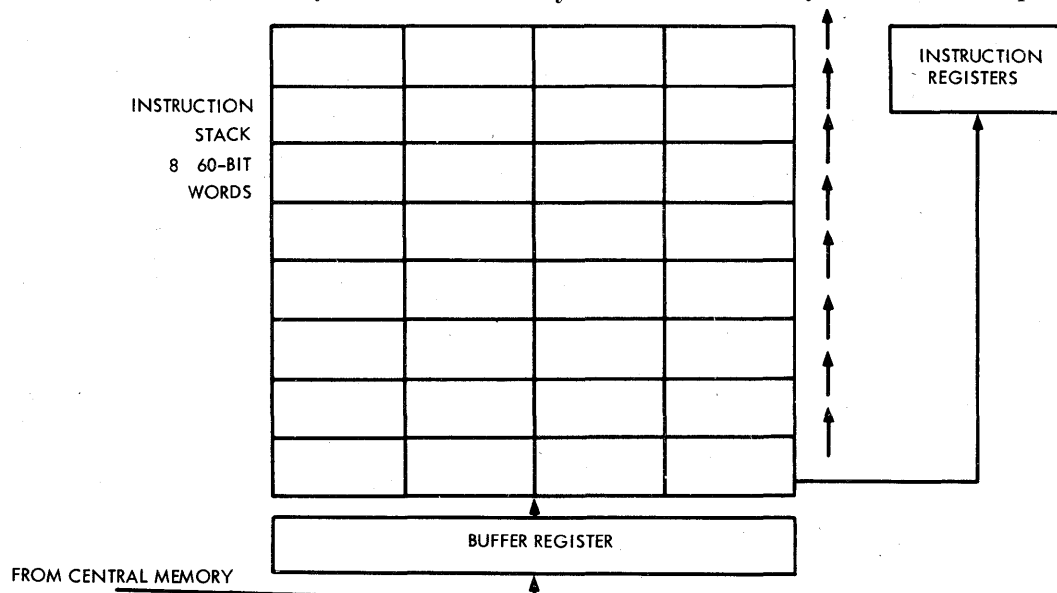 INSTRUCTION
REGISTERS
INSTRUCTION
STACK
8 60-BIT
WORDS
BUFFER REGISTER
FROM CENTRAL MEMORY